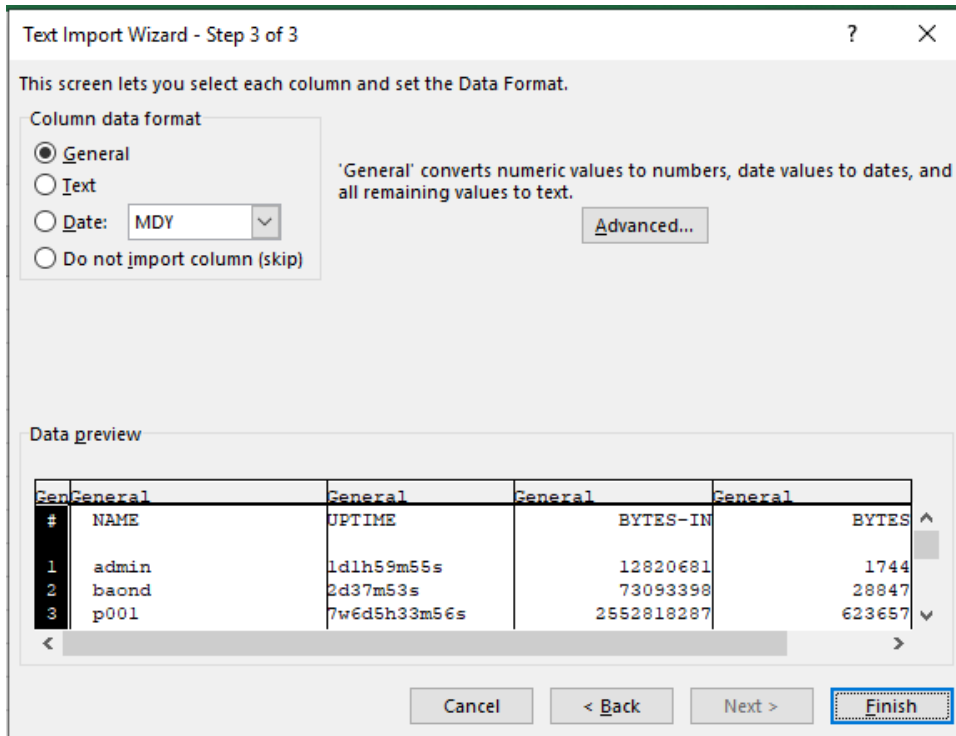 Text Import Wizard - Step 3 of 3 ? ×
This screen lets you select each column and set the Data Format.
Column data format
General
Text
Date: MDY
Do not import column (skip)
'General' converts numeric values to numbers, date values to dates, and
all remaining values to text.
Advanced...
Data preview
Gen General General General General
# NAME UPTIME BYTES-IN BYTES
1 admin 1d1h59m55s 12820681 1744
2 baond 2d37m53s 73093398 28847
3 p001 7w6d5h33m56s 2552818287 623657
Cancel < Back Next > Finish